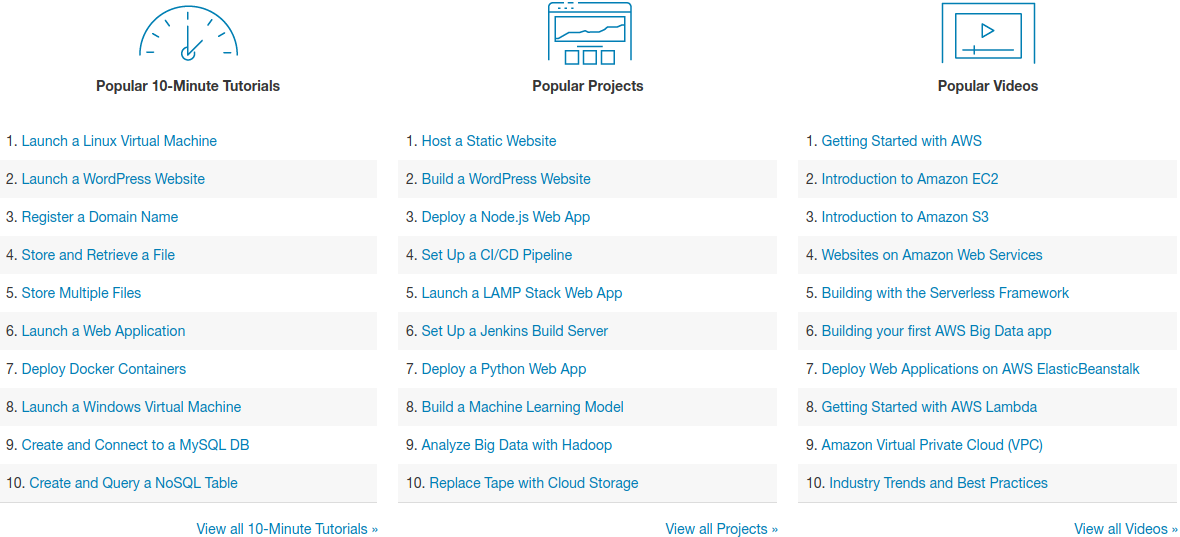 Popular 10-Minute Tutorials
1. Launch a Linux Virtual Machine
2. Launch a WordPress Website
3. Register a Domain Name
4. Store and Retrieve a File
5. Store Multiple Files
6. Launch a Web Application
7. Deploy Docker Containers
8. Launch a Windows Virtual Machine
9. Create and Connect to a MySQL DB
10. Create and Query a NoSQL Table
View all 10-Minute Tutorials »
Popular Projects
1. Host a Static Website
2. Build a WordPress Website
3. Deploy a Node.js Web App
4. Set Up a CI/CD Pipeline
5. Launch a LAMP Stack Web App
6. Set Up a Jenkins Build Server
7. Deploy a Python Web App
8. Build a Machine Learning Model
9. Analyze Big Data with Hadoop
10. Replace Tape with Cloud Storage
View all Projects »
Popular Videos
1. Getting Started with AWS
2. Introduction to Amazon EC2
3. Introduction to Amazon S3
4. Websites on Amazon Web Services
5. Building with the Serverless Framework
6. Building your first AWS Big Data app
7. Deploy Web Applications on AWS ElasticBeanstalk
8. Getting Started with AWS Lambda
9. Amazon Virtual Private Cloud (VPC)
10. Industry Trends and Best Practices
View all Videos »